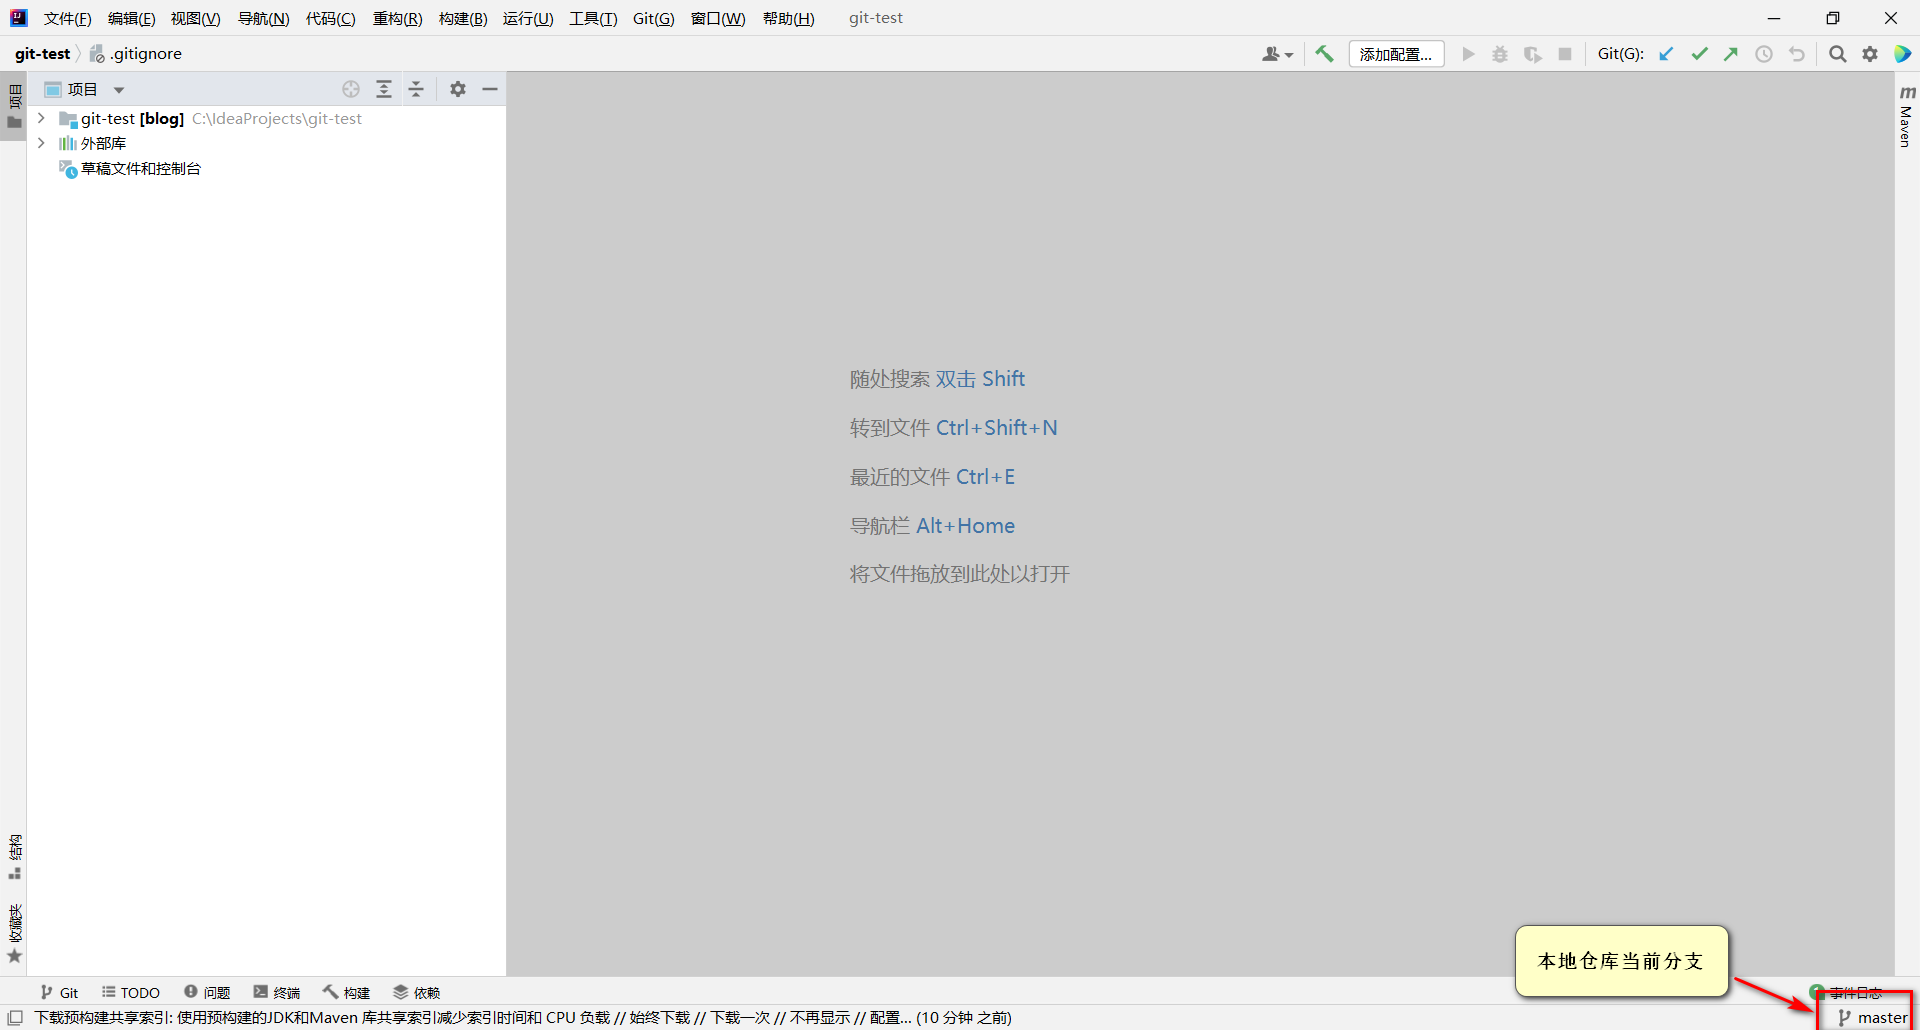 文件(F) 编辑(E) 视图(V) 导航(N) 代码(C) 重构(R) 构建(B) 运行(U) 工具(T) Git(G) 窗口(W) 帮助(H) git-test
git-test .gitignore 添加配置... Git(G):
项目
项目
git-test [blog] C:\IdeaProjects\git-test
外部库
草稿文件和控制台
m Maven
随处搜索 双击 Shift
转到文件 Ctrl+Shift+N
最近的文件 Ctrl+E
导航栏 Alt+Home
将文件拖放到此处以打开
结构
收藏夹
本地仓库当前分支
Git TODO 问题 终端 构建 依赖 事件日志
下载预构建共享索引: 使用预构建的JDK和Maven 库共享索引减少索引时间和 CPU 负载 // 始终下载 // 下载一次 // 不再显示 // 配置... (10 分钟 之前) master